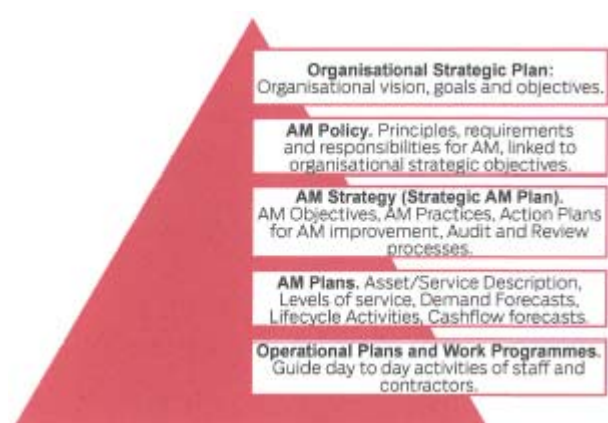 Organisational Strategic Plan:
Organisational vision, goals and objectives.
AM Policy. Principles, requirements
and responsibilities for AM, linked to
organisational strategic objectives.
AM Strategy (Strategic AM Plan).
AM Objectives, AM Practices, Action Plans
for AM improvement, Audit and Review
processes.
AM Plans. Asset/Service Description,
Levels of service, Demand Forecasts,
Lifecycle Activities, Cashflow forecasts.
Operational Plans and Work Programmes.
Guide day to day activities of staff and
contractors.